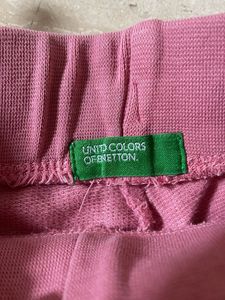 UNITED COLORS
OF BENETTON.